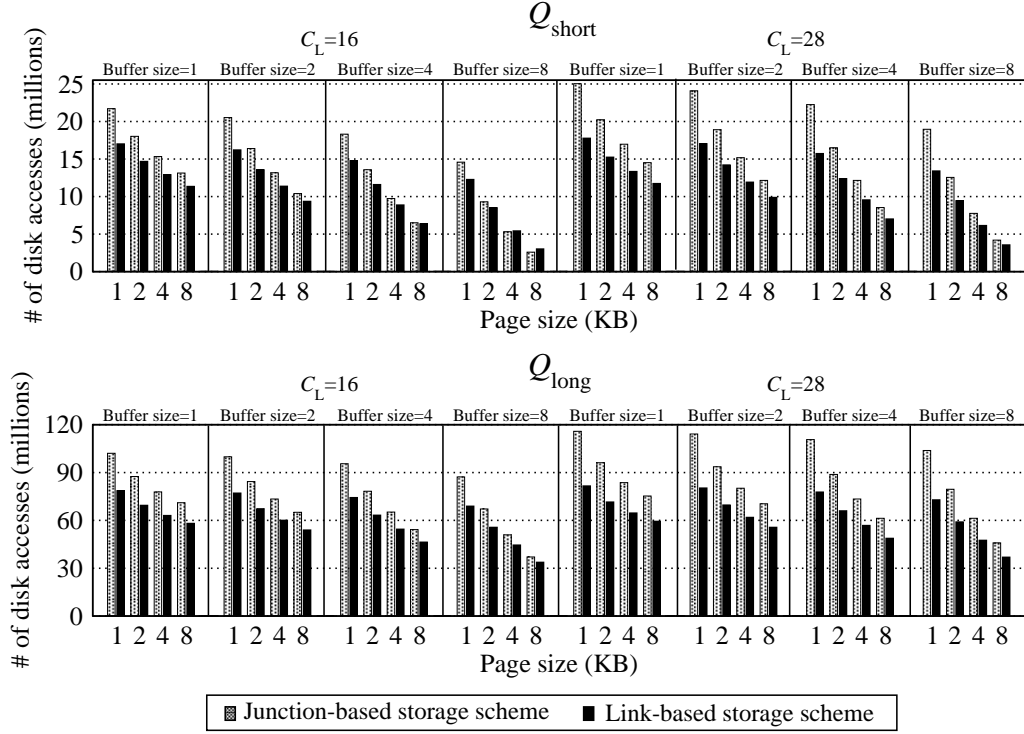 Qshort
CL=16 CL=28
Buffer size=1 Buffer size=2 Buffer size=4 Buffer size=8 Buffer size=1 Buffer size=2 Buffer size=4 Buffer size=8
# of disk accesses (millions)
25
20
15
10
5
0
1 2 4 8 1 2 4 8 1 2 4 8 1 2 4 8 1 2 4 8 1 2 4 8 1 2 4 8 1 2 4 8
Page size (KB)
Qlong
CL=16 CL=28
Buffer size=1 Buffer size=2 Buffer size=4 Buffer size=8 Buffer size=1 Buffer size=2 Buffer size=4 Buffer size=8
# of disk accesses (millions)
120
90
60
30
0
1 2 4 8 1 2 4 8 1 2 4 8 1 2 4 8 1 2 4 8 1 2 4 8 1 2 4 8 1 2 4 8
Page size (KB)
Junction-based storage scheme Link-based storage scheme